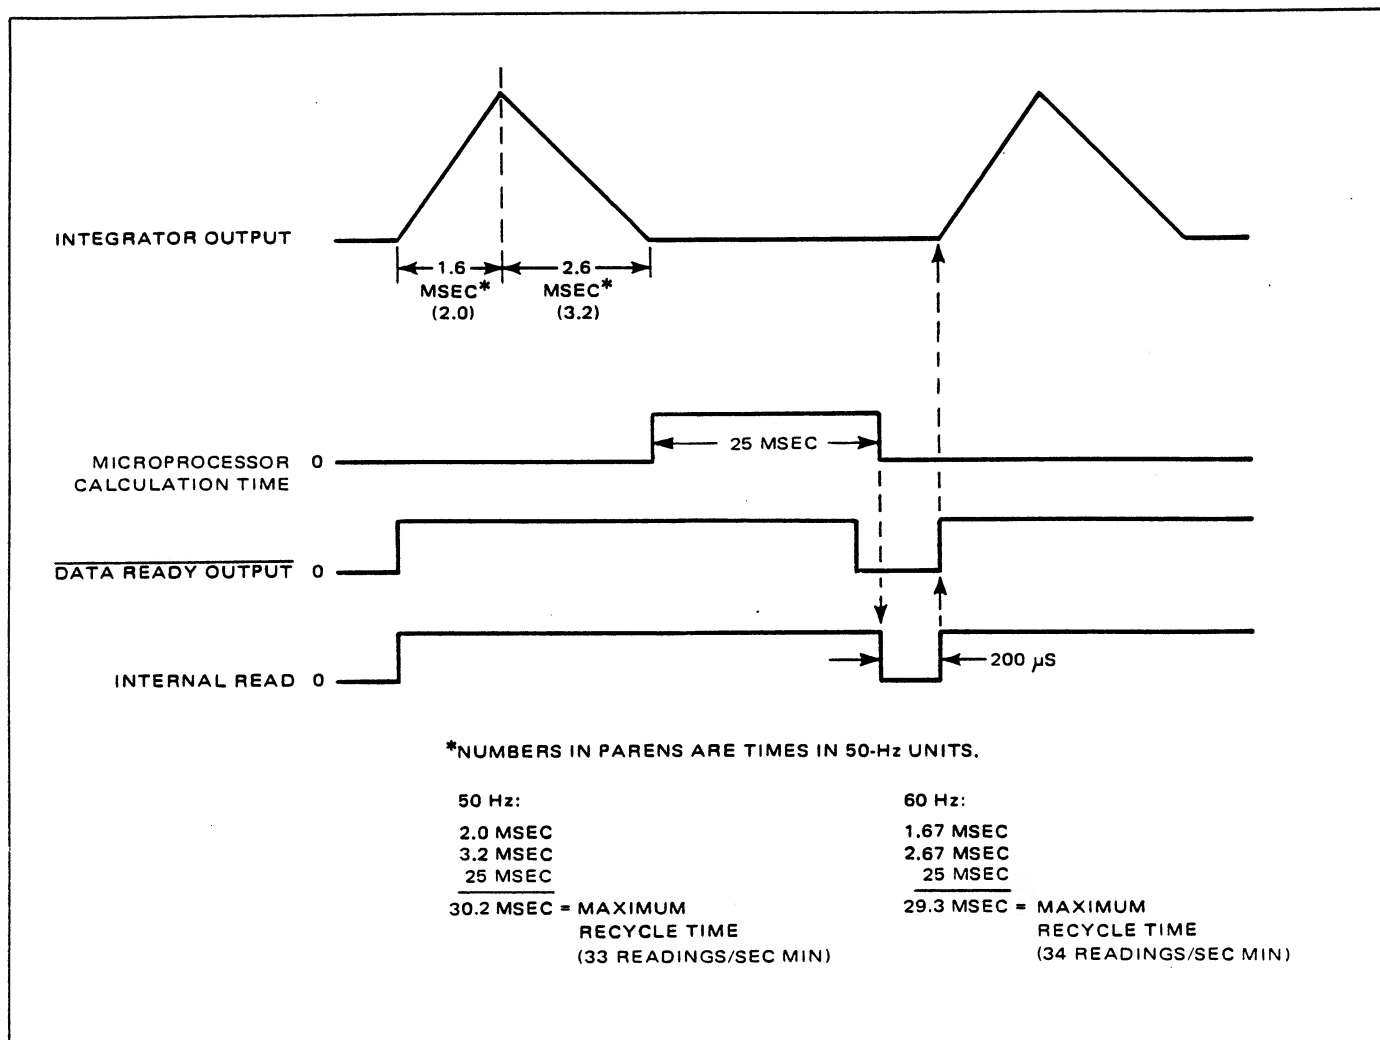 INTEGRATOR OUTPUT
1.6
MSEC*
(2.0)
2.6
MSEC*
(3.2)
MICROPROCESSOR 0
CALCULATION TIME
25 MSEC
DATA READY OUTPUT 0
INTERNAL READ 0
200 µS
*NUMBERS IN PARENS ARE TIMES IN 50-Hz UNITS.
50 Hz:
2.0 MSEC
3.2 MSEC
25 MSEC
30.2 MSEC = MAXIMUM
RECYCLE TIME
(33 READINGS/SEC MIN)
60 Hz:
1.67 MSEC
2.67 MSEC
25 MSEC
29.3 MSEC = MAXIMUM
RECYCLE TIME
(34 READINGS/SEC MIN)